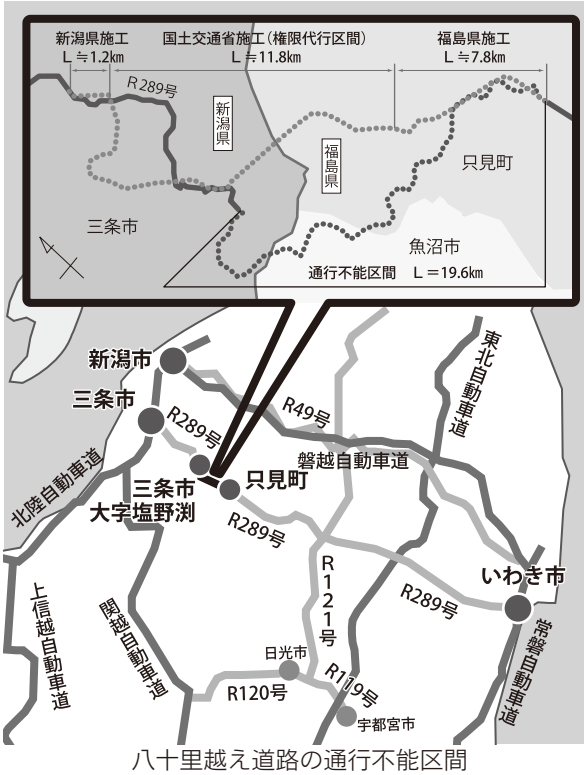 新潟県施工
L≒1.2km
国土交通省施工（権限代行区間）
L≒11.8km
福島県施工
L≒7.8km
R289号
新潟県
福島県
只見町
三条市
魚沼市
通行不能区間 L＝19.6km
新潟市
三条市
R289号
R49号
東北自動車道
磐越自動車道
北陸自動車道
三条市
大字塩野渕
只見町
R289号
R121号
いわき市
R289号
上信越自動車道
関越自動車道
日光市
R120号
R119号
宇都宮市
常磐自動車道
八十里越え道路の通行不能区間